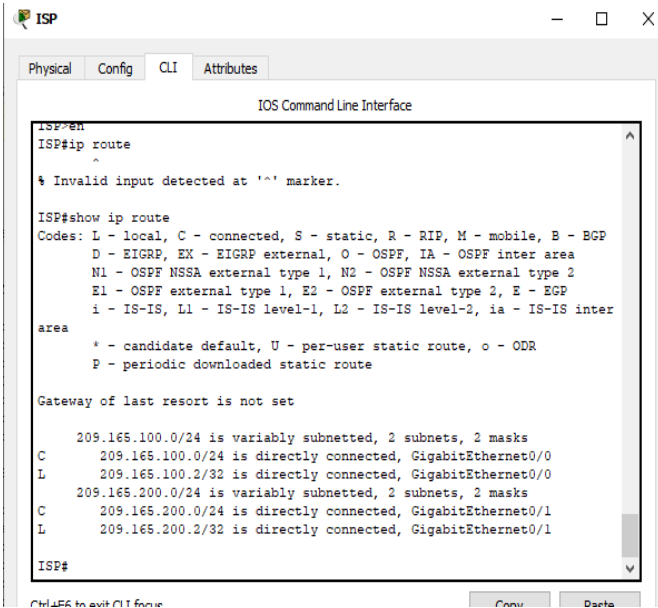 ISP
Physical Config CLI Attributes
IOS Command Line Interface
ISP>en
ISP#ip route
^
% Invalid input detected at '^' marker.
ISP#show ip route
Codes: L - local, C - connected, S - static, R - RIP, M - mobile, B - BGP
D - EIGRP, EX - EIGRP external, O - OSPF, IA - OSPF inter area
N1 - OSPF NSSA external type 1, N2 - OSPF NSSA external type 2
E1 - OSPF external type 1, E2 - OSPF external type 2, E - EGP
i - IS-IS, L1 - IS-IS level-1, L2 - IS-IS level-2, ia - IS-IS inter
area
* - candidate default, U - per-user static route, o - ODR
P - periodic downloaded static route
Gateway of last resort is not set
209.165.100.0/24 is variably subnetted, 2 subnets, 2 masks
C 209.165.100.0/24 is directly connected, GigabitEthernet0/0
L 209.165.100.2/32 is directly connected, GigabitEthernet0/0
209.165.200.0/24 is variably subnetted, 2 subnets, 2 masks
C 209.165.200.0/24 is directly connected, GigabitEthernet0/1
L 209.165.200.2/32 is directly connected, GigabitEthernet0/1
ISP#
Ctrl+F6 to exit CLI focus Copy Paste